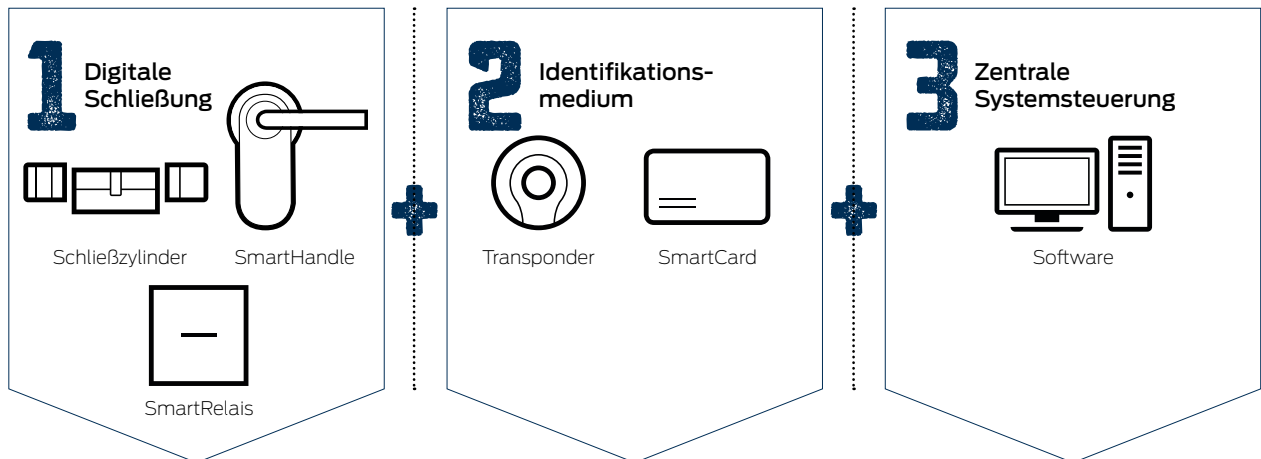 1
Digitale
Schließung
Schließzylinder
SmartHandle
SmartRelais
2
Identifikations-
medium
Transponder
SmartCard
3
Zentrale
Systemsteuerung
Software